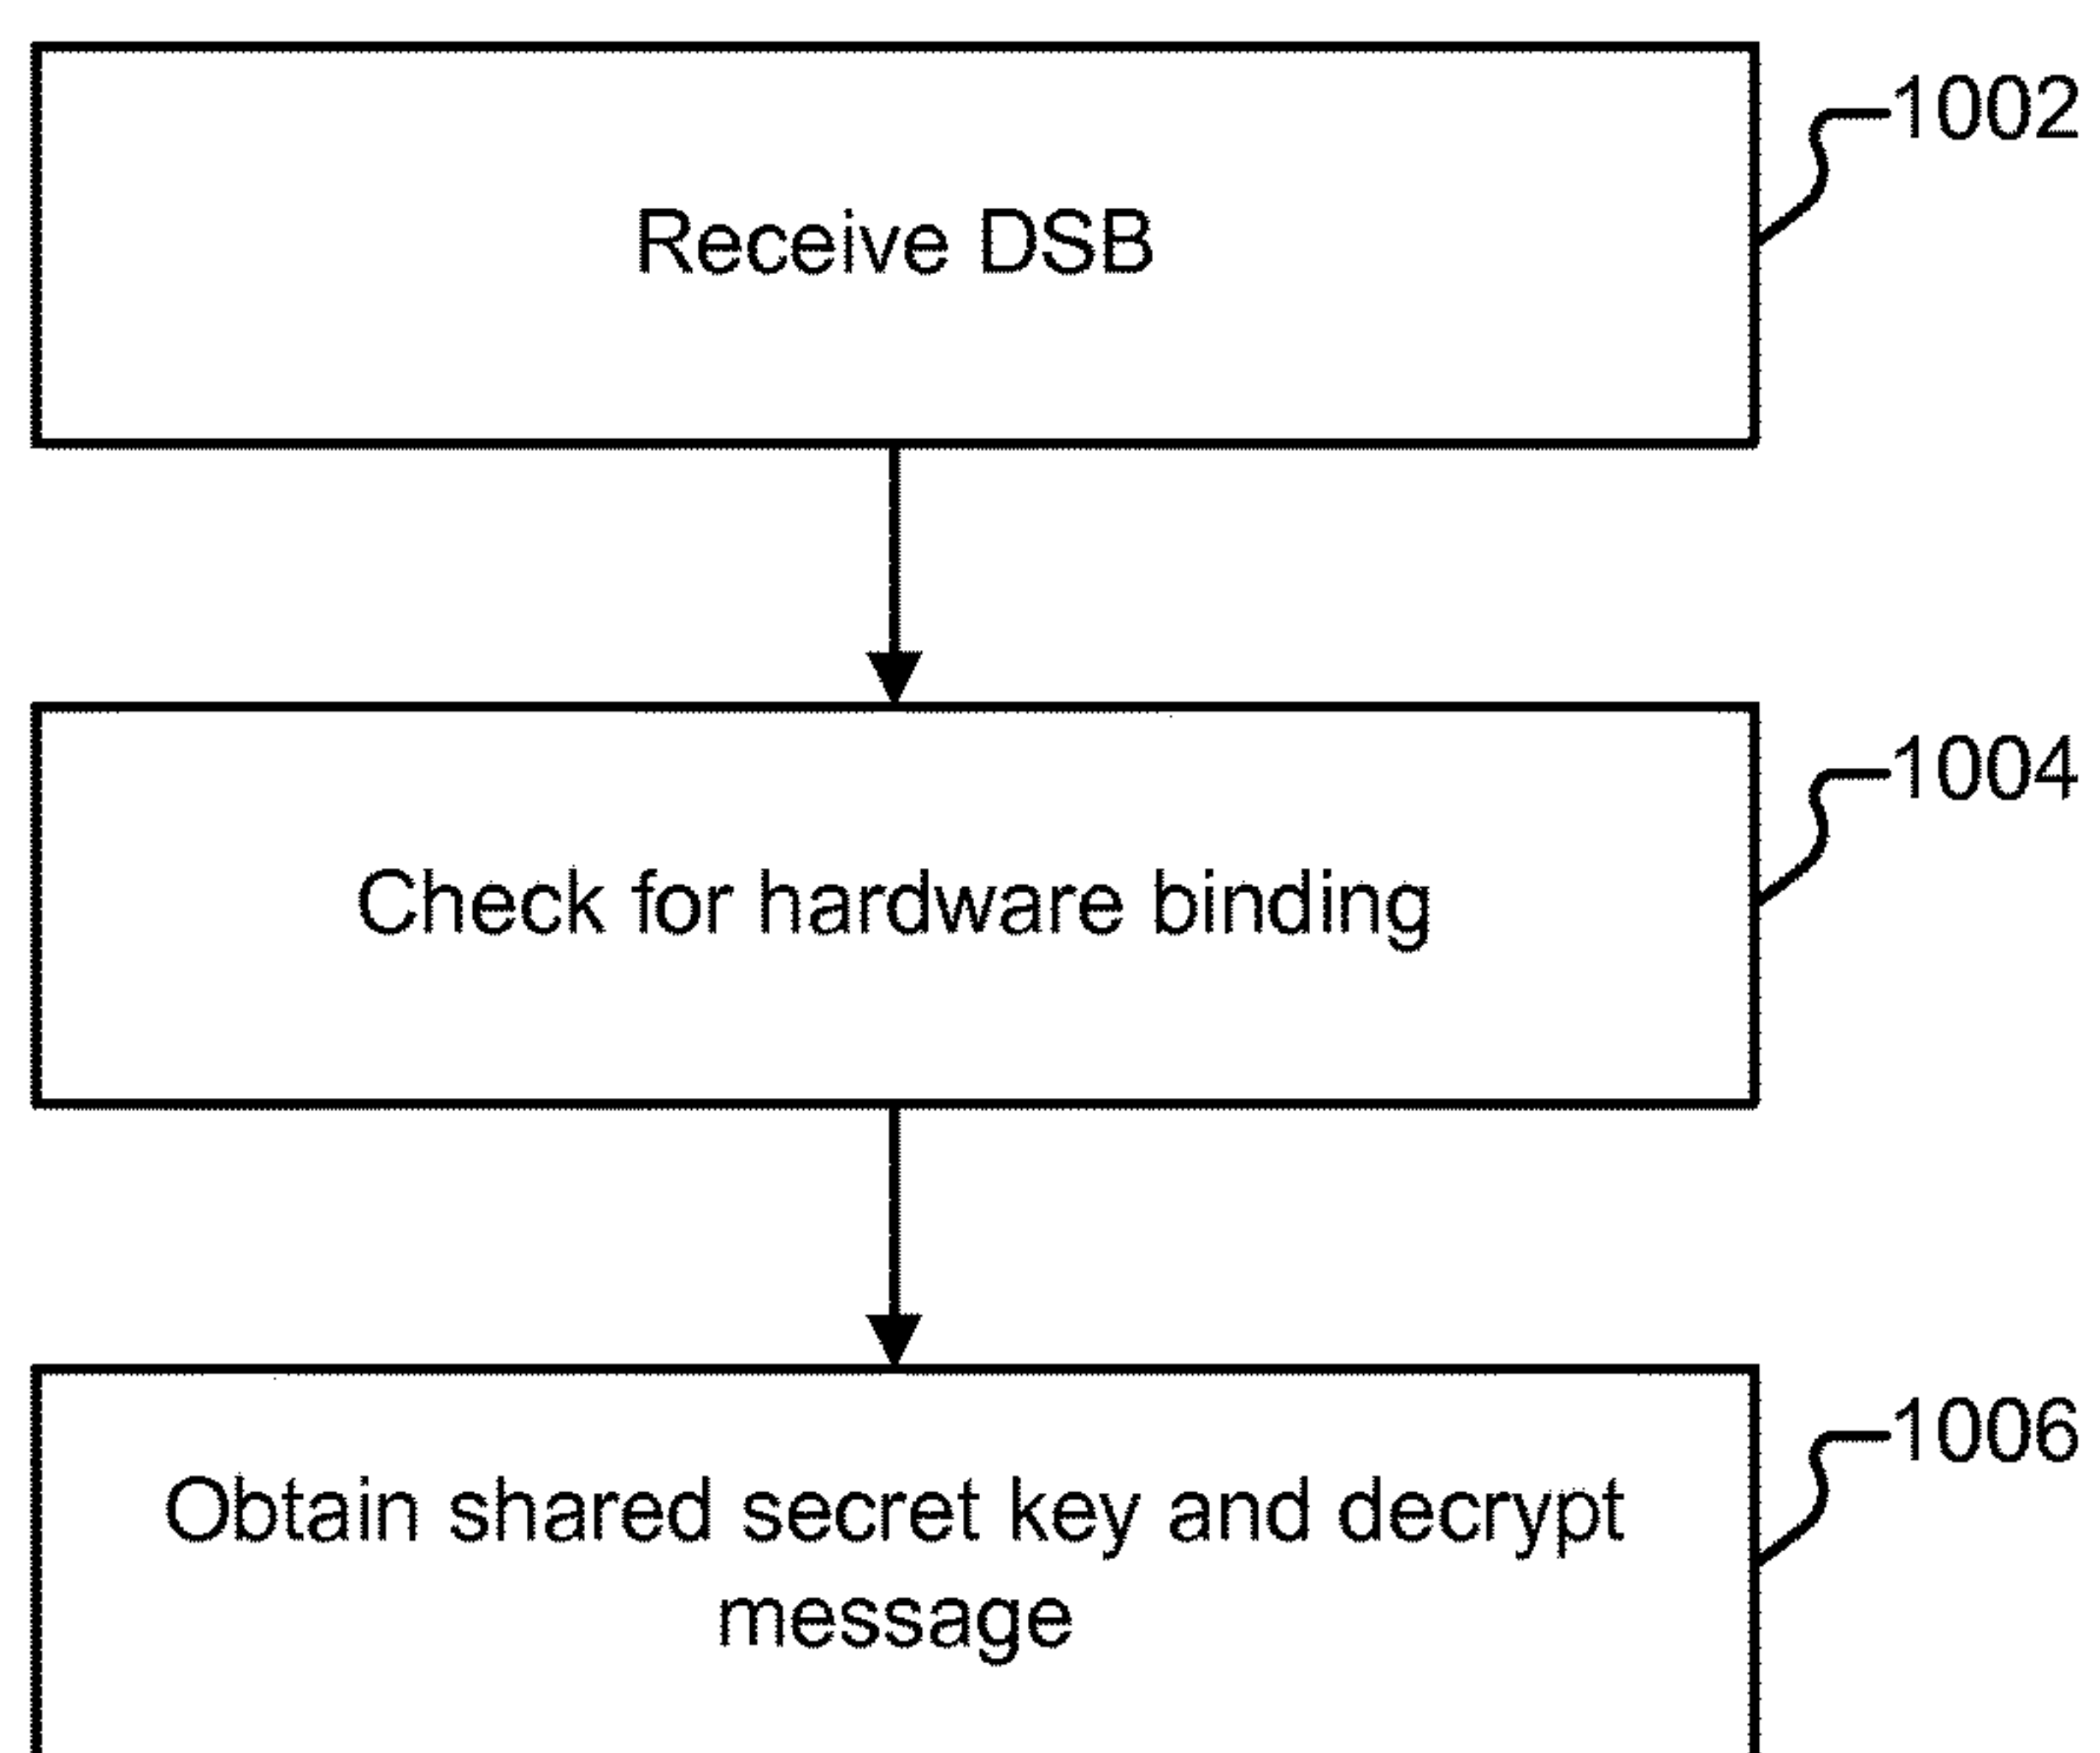 1002
Receive DSB
1004
Check for hardware binding
1006
Obtain shared secret key and decrypt
message